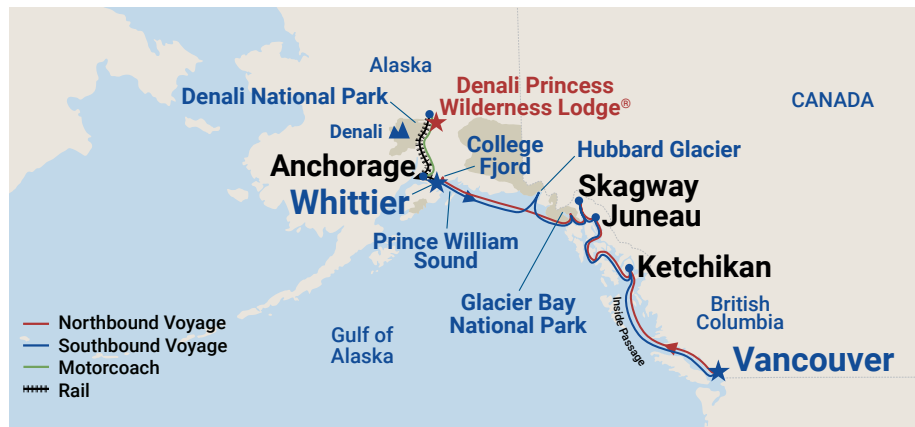 Alaska
Denali National Park
Denali Princess
Wilderness Lodge®
CANADA
Denali
College
Fjord
Hubbard Glacier
Anchorage
Whittier
Skagway
Juneau
Prince William
Sound
Ketchikan
Glacier Bay
National Park
Inside Passage
British
Columbia
Gulf of
Alaska
Vancouver
Northbound Voyage
Southbound Voyage
Motorcoach
Rail